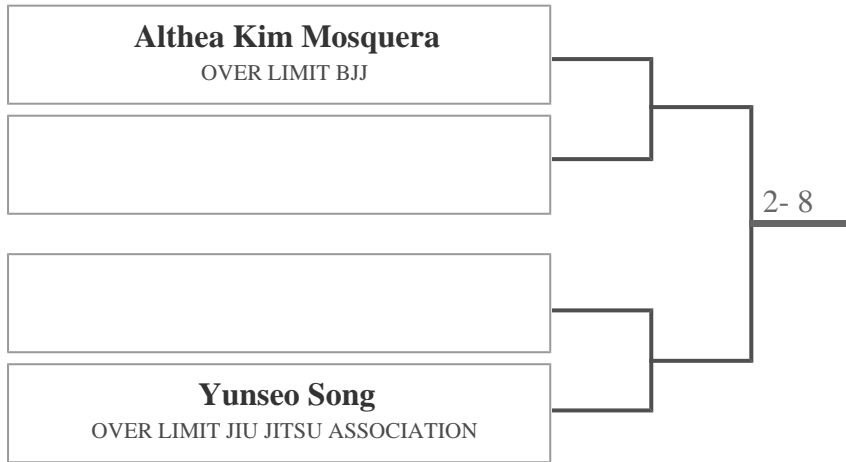 Althea Kim Mosquera
OVER LIMIT BJJ
2- 8
Yunseo Song
OVER LIMIT JIU JITSU ASSOCIATION